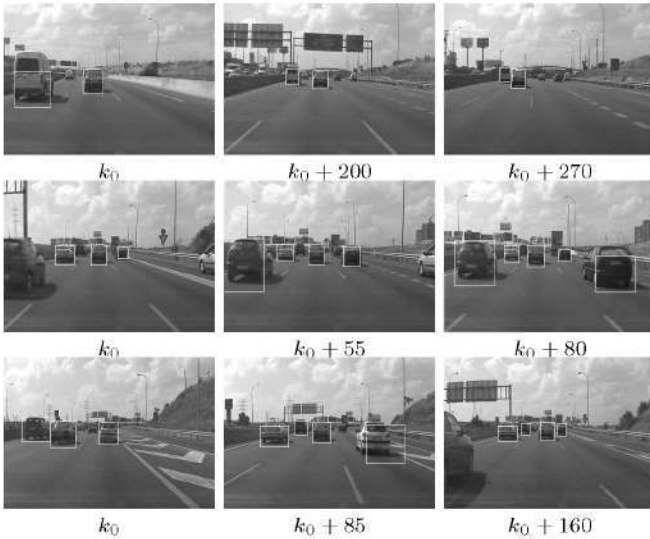 k₀
k₀ + 200
k₀ + 270
k₀
k₀ + 55
k₀ + 80
k₀
k₀ + 85
k₀ + 160